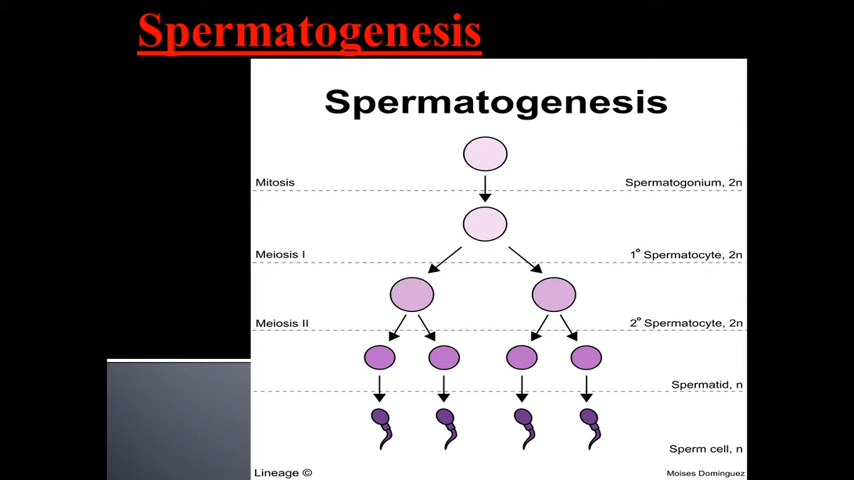 Spermatogenesis
Spermatogenesis
Mitosis
Spermatogonium, 2n
Meiosis I
1° Spermatocyte, 2n
Meiosis II
2° Spermatocyte, 2n
Spermatid, n
Sperm cell, n
Lineage ©
Moises Dominguez